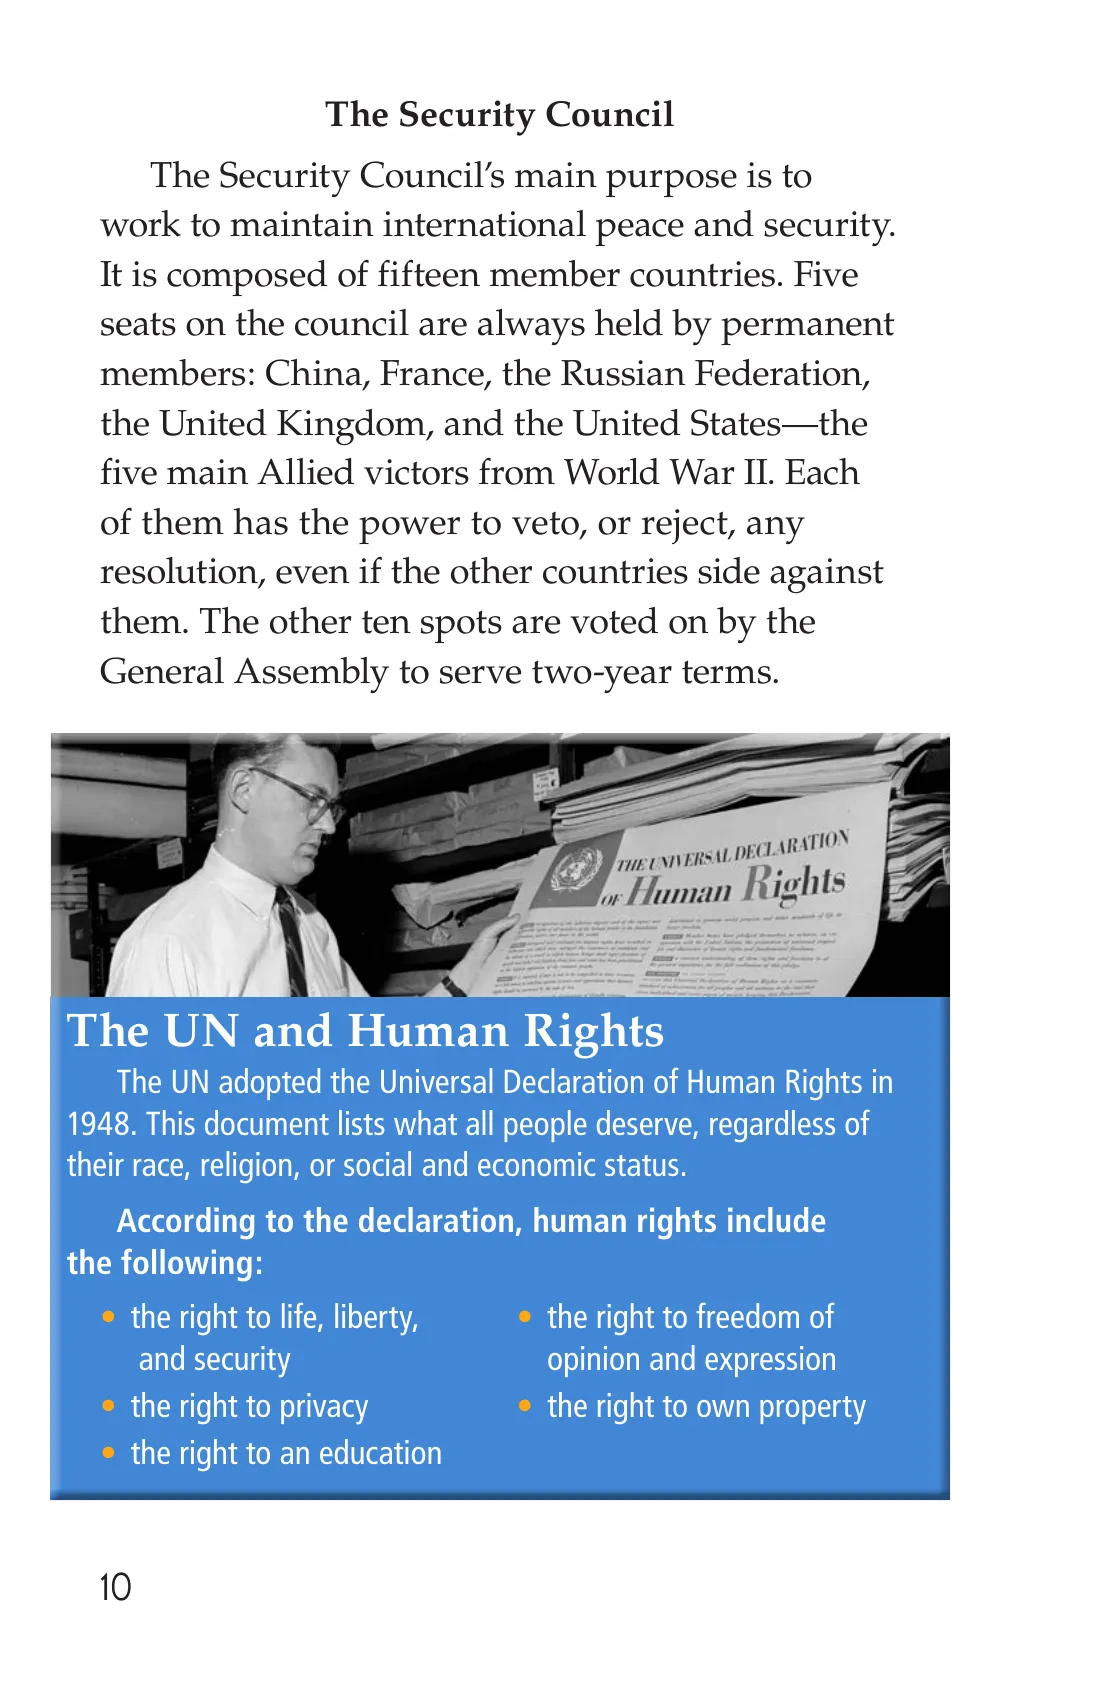 The Security Council
The Security Council’s main purpose is to
work to maintain international peace and security.
It is composed of fifteen member countries. Five
seats on the council are always held by permanent
members: China, France, the Russian Federation,
the United Kingdom, and the United States—the
five main Allied victors from World War II. Each
of them has the power to veto, or reject, any
resolution, even if the other countries side against
them. The other ten spots are voted on by the
General Assembly to serve two-year terms.
THE UNIVERSAL DECLARATION
OF Human Rights
The UN and Human Rights
The UN adopted the Universal Declaration of Human Rights in
1948. This document lists what all people deserve, regardless of
their race, religion, or social and economic status.
According to the declaration, human rights include
the following:
• the right to life, liberty,
and security
• the right to privacy
• the right to an education
• the right to freedom of
opinion and expression
• the right to own property
10